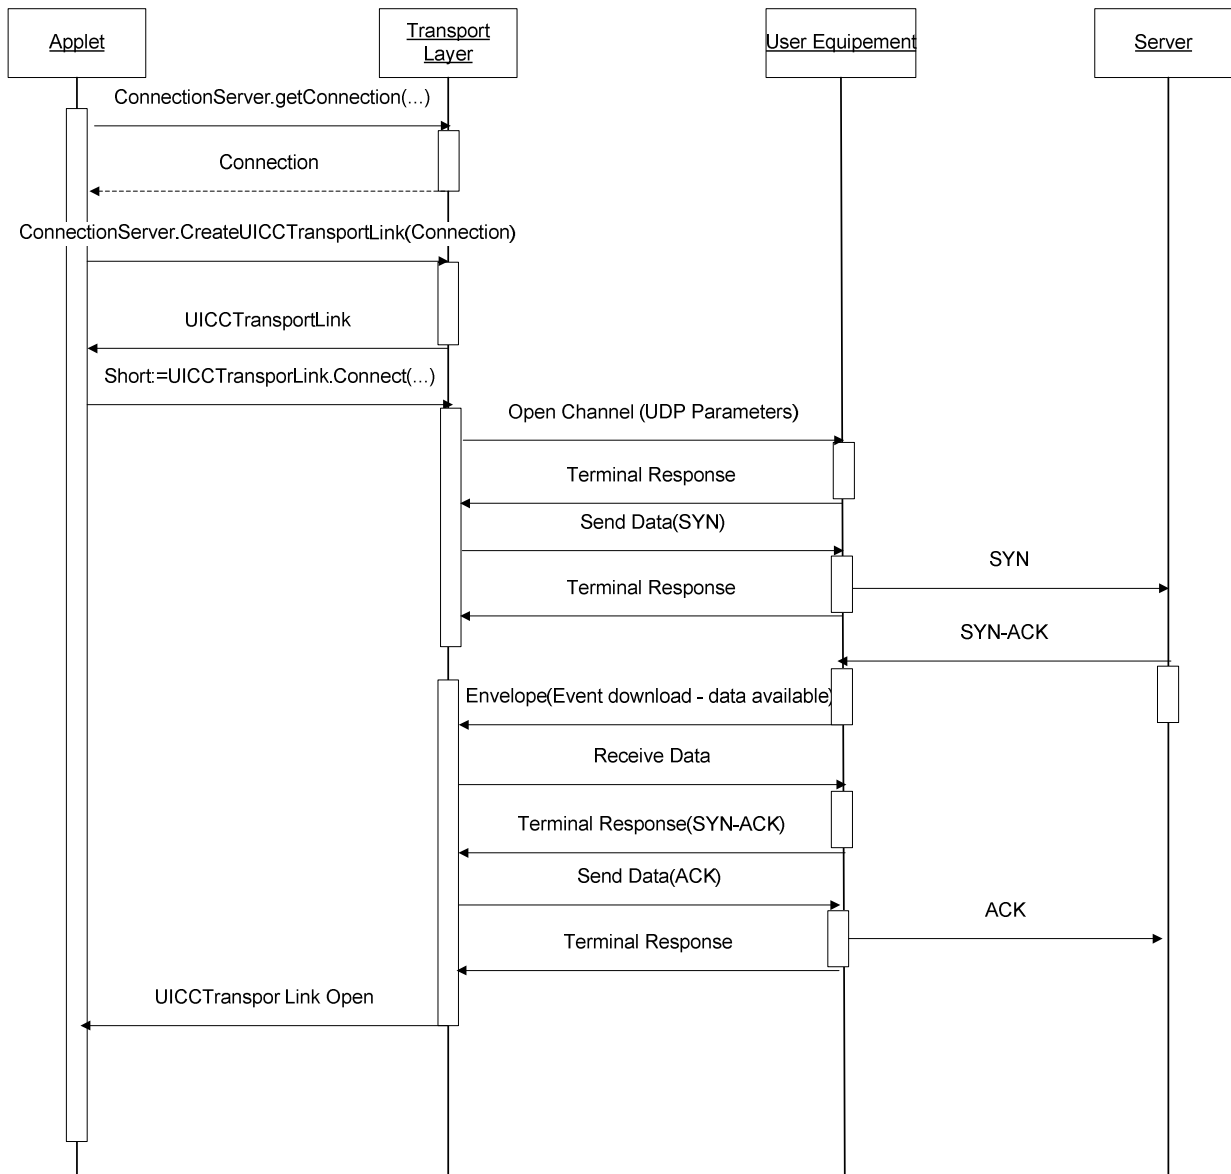 Applet
Transport
Layer
User Equipement
Server
ConnectionServer.getConnection(...)
Connection
ConnectionServer.CreateUICCTransportLink(Connection)
UICCTransportLink
Short:=UICCTransporLink.Connect(...)
Open Channel (UDP Parameters)
Terminal Response
Send Data(SYN)
SYN
Terminal Response
SYN-ACK
Envelope(Event download - data available)
Receive Data
Terminal Response(SYN-ACK)
Send Data(ACK)
ACK
Terminal Response
UICCTranspor Link Open